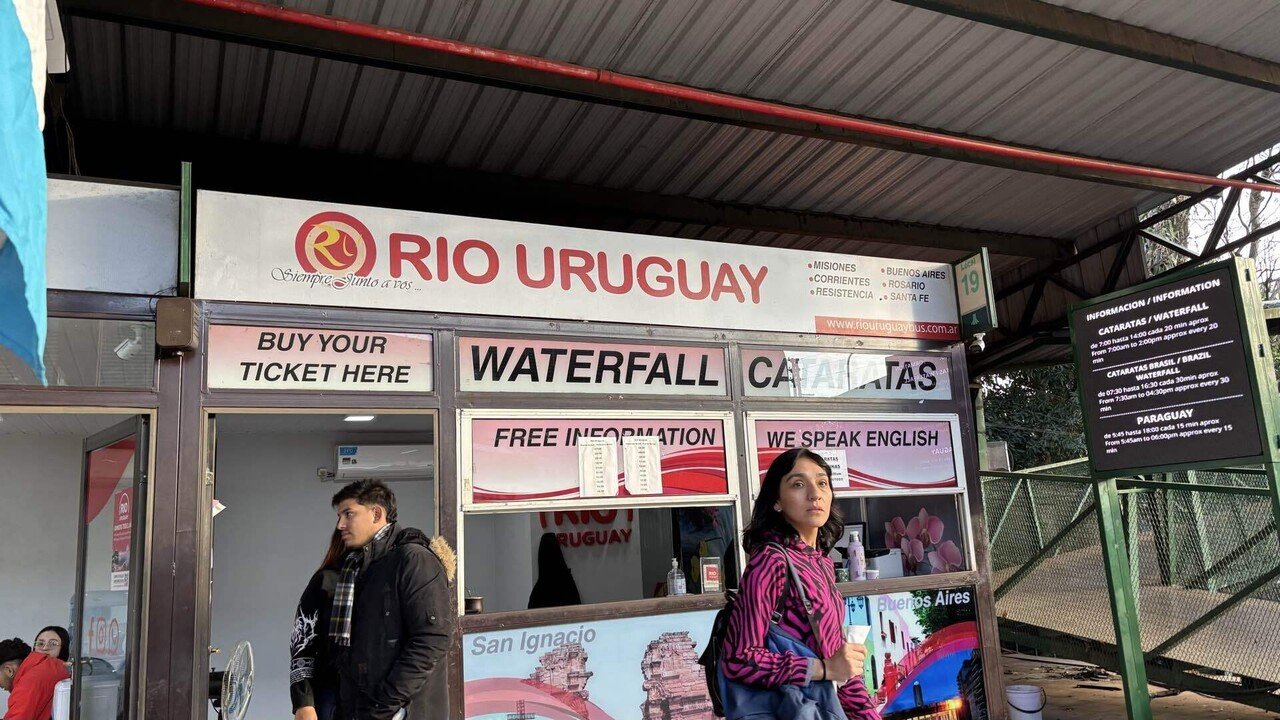 RIO URUGUAY
Siempre Junto a vos ...
• MISIONES
• CORRIENTES
• RESISTENCIA
• BUENOS AIRES
• ROSARIO
• SANTA FE
www.riouruguaybus.com.ar
19
BUY YOUR
TICKET HERE
WATERFALL
CATARATAS
FREE INFORMATION
WE SPEAK ENGLISH
RIO
URUGUAY
San Ignacio
Buenos Aires
INFORMACION / INFORMATION
CATARATAS / WATERFALL
de 7:00 hasta 14:00 cada 20 min aprox
From 7:00am to 2:00pm approx every 20
min
CATARATAS BRASIL / BRAZIL
WATERFALL
de 07:30 hasta 16:30 cada 30min aprox
From 7:30am to 04:30pm approx every 30
min
PARAGUAY
de 5:45 hasta 18:00 cada 15 min aprox
From 5:45am to 06:00pm approx every 15
min